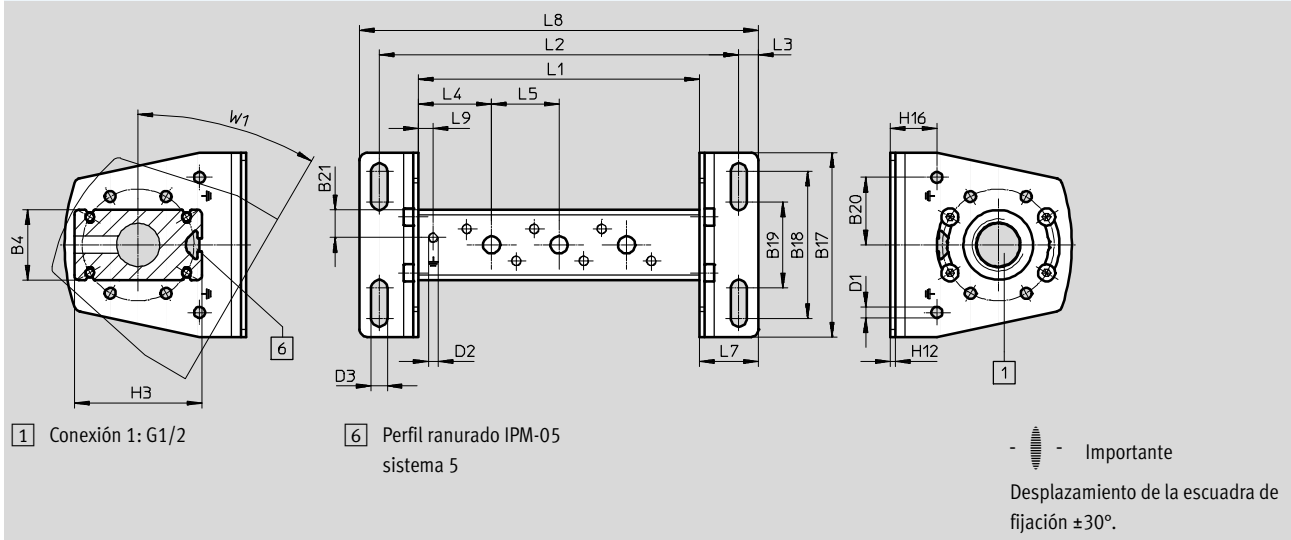 L8
L2
L3
L1
L4
L5
L9
W1
B21
B4
H3
6
D3
D2
L7
B19
B18
B17
H16
B20
D1
H12
1
1 Conexión 1: G1/2
6 Perfil ranurado IPM-05
sistema 5
Importante
Desplazamiento de la escuadra de
fijación ±30°.